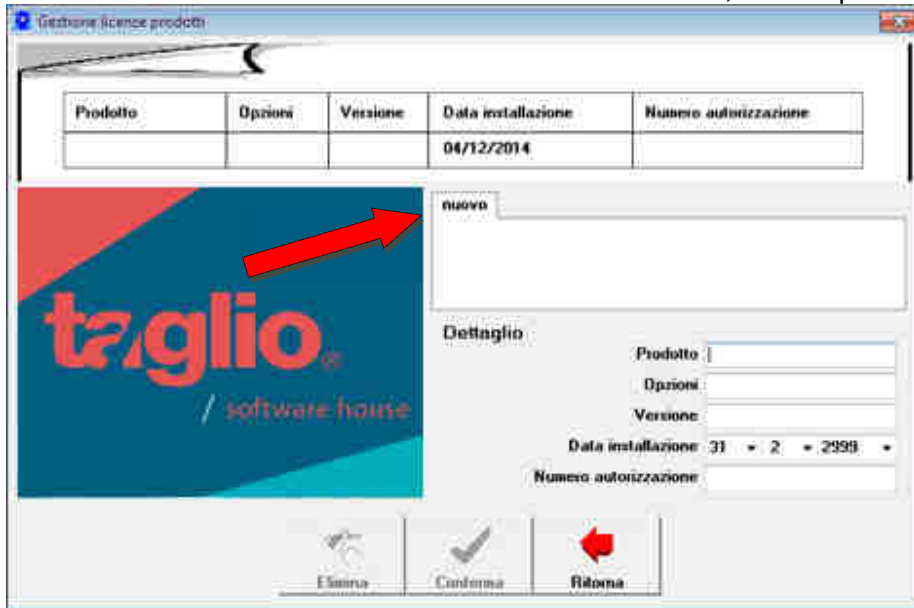 Gestione licenze prodotti
Prodotto Opzioni Versione Data installazione Numero autorizzazione
04/12/2014
nuovo
taglio®
/ software house
Dettaglio
Prodotto
Opzioni
Versione
Data installazione 31 2 2999
Numero autorizzazione
Elimina Conferma Ritorna